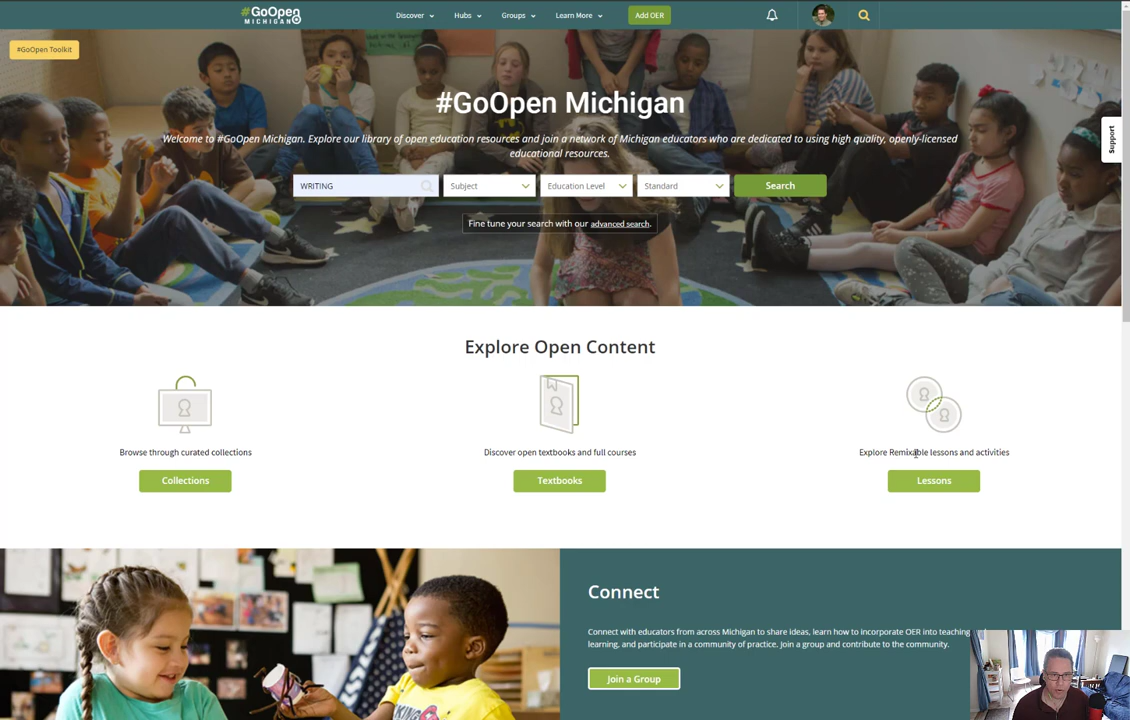 #GoOpen
MICHIGAN
Discover
Hubs
Groups
Learn More
Add OER
#GoOpen Toolkit
#GoOpen Michigan
Welcome to #GoOpen Michigan. Explore our library of open education resources and join a network of Michigan educators who are dedicated to using high quality, openly-licensed
educational resources.
WRITING
Subject
Education Level
Standard
Search
Fine tune your search with our advanced search.
Support
Explore Open Content
Browse through curated collections
Discover open textbooks and full courses
Explore Remixable lessons and activities
Collections
Textbooks
Lessons
Connect
Connect with educators from across Michigan to share ideas, learn how to incorporate OER into teaching
learning, and participate in a community of practice. Join a group and contribute to the community.
Join a Group